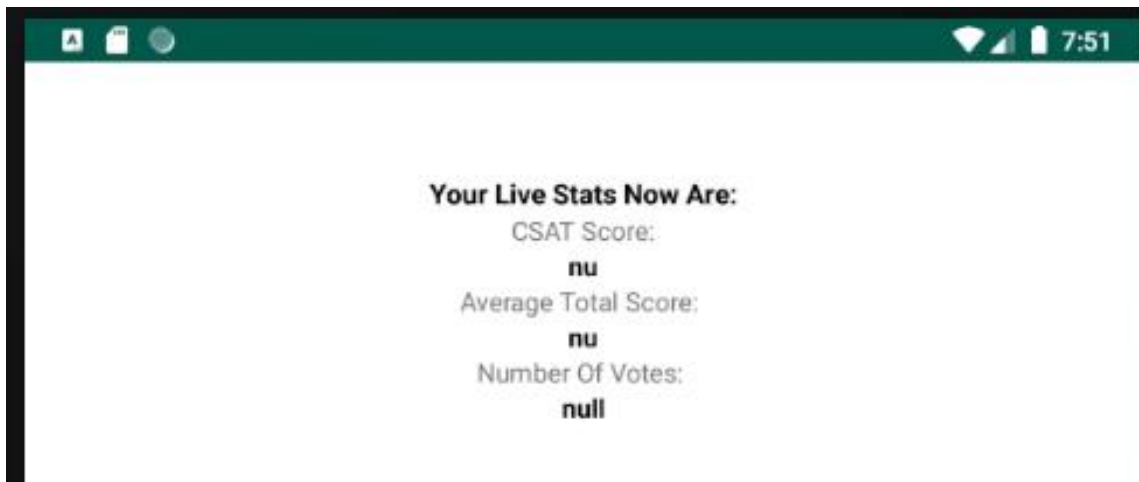 7:51
Your Live Stats Now Are:
CSAT Score:
nu
Average Total Score:
nu
Number Of Votes:
null